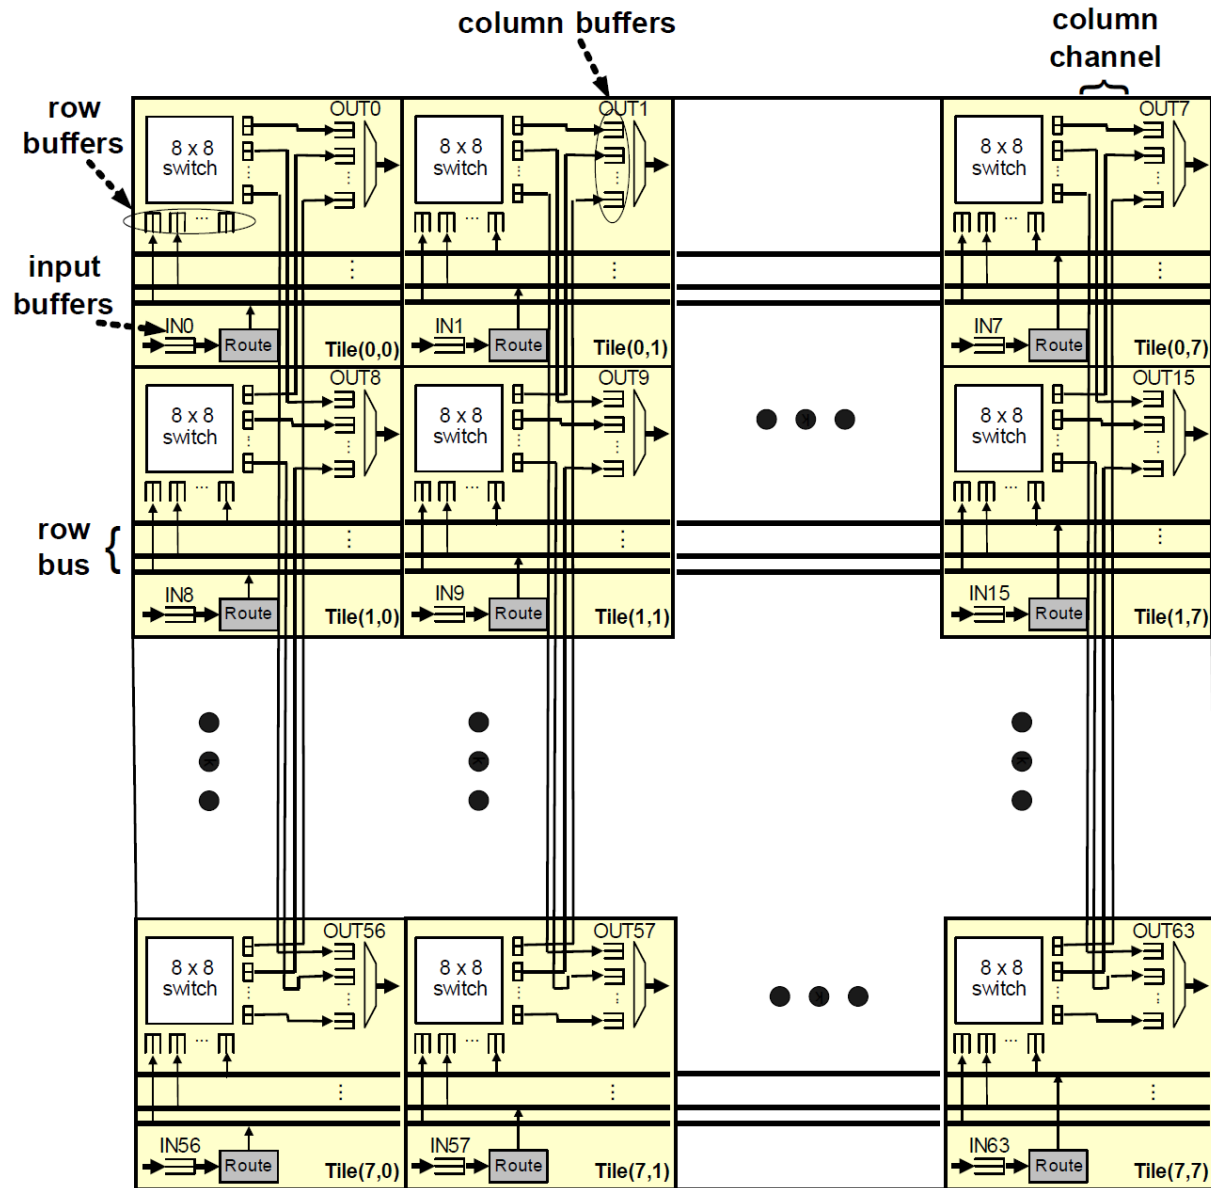 column buffers
column
channel
row
buffers
OUT0
OUT1
OUT7
8 x 8
switch
8 x 8
switch
8 x 8
switch
input
buffers
IN0
Route
Tile(0,0)
IN1
Route
Tile(0,1)
IN7
Route
Tile(0,7)
OUT8
OUT9
OUT15
8 x 8
switch
8 x 8
switch
8 x 8
switch
row
bus
IN8
Route
Tile(1,0)
IN9
Route
Tile(1,1)
IN15
Route
Tile(1,7)
OUT56
OUT57
OUT63
8 x 8
switch
8 x 8
switch
8 x 8
switch
IN56
Route
Tile(7,0)
IN57
Route
Tile(7,1)
IN63
Route
Tile(7,7)